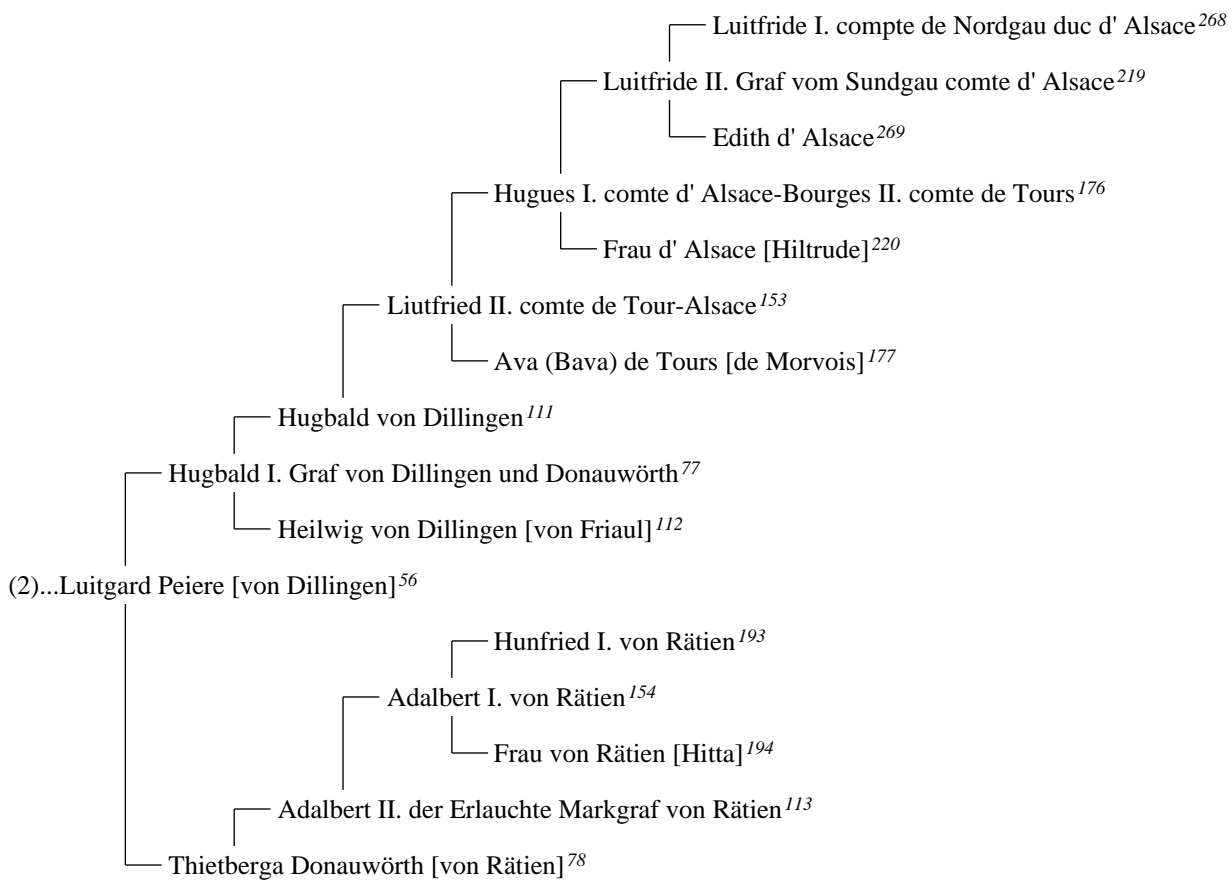 Luitfride I. compte de Nordgau duc d' Alsace268
Luitfride II. Graf vom Sundgau comte d' Alsace219
Edith d' Alsace269
Hugues I. comte d' Alsace-Bourges II. comte de Tours176
Frau d' Alsace [Hiltrude]220
Liutfried II. comte de Tour-Alsace153
Ava (Bava) de Tours [de Morvois]177
Hugbald von Dillingen111
Hugbald I. Graf von Dillingen und Donauwörth77
Heilwig von Dillingen [von Friaul]112
(2)...Luitgard Peiere [von Dillingen]56
Hunfried I. von Rätien193
Adalbert I. von Rätien154
Frau von Rätien [Hitta]194
Adalbert II. der Erlauchte Markgraf von Rätien113
Thietberga Donauwörth [von Rätien]78